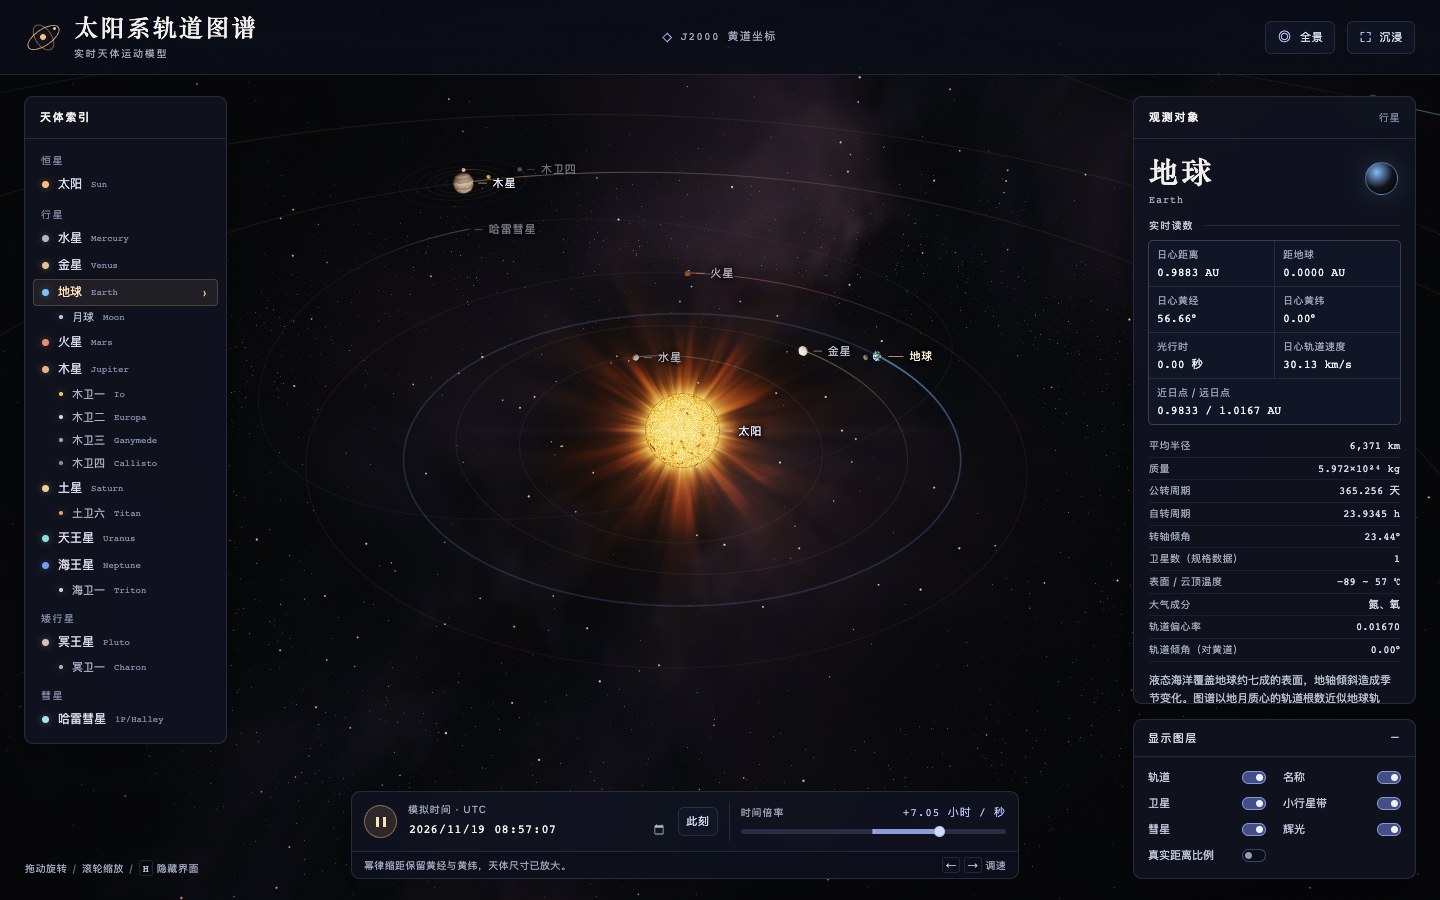 太阳系轨道图谱
实时天体运动模型
J2000 黄道坐标
全景
沉浸
天体索引
恒星
太阳 Sun
行星
水星 Mercury
金星 Venus
地球 Earth
月球 Moon
火星 Mars
木星 Jupiter
木卫一 Io
木卫二 Europa
木卫三 Ganymede
木卫四 Callisto
土星 Saturn
土卫六 Titan
天王星 Uranus
海王星 Neptune
海卫一 Triton
矮行星
冥王星 Pluto
冥卫一 Charon
彗星
哈雷彗星 1P/Halley
木卫四
木星
哈雷彗星
火星
水星
金星
地球
太阳
观测对象 行星
地球
Earth
实时读数
日心距离 距地球
0.9883 AU 0.0000 AU
日心黄经 日心黄纬
56.66° 0.00°
光行时 日心轨道速度
0.00 秒 30.13 km/s
近日点 / 远日点
0.9833 / 1.0167 AU
平均半径 6,371 km
质量 5.972×10²⁴ kg
公转周期 365.256 天
自转周期 23.9345 h
转轴倾角 23.44°
卫星数（规格数据） 1
表面 / 云顶温度 −89 ~ 57 ℃
大气成分 氮、氧
轨道偏心率 0.01670
轨道倾角（对黄道） 0.00°
液态海洋覆盖地球约七成的表面，地轴倾斜造成季
节变化。图谱以地月质心的轨道根数近似地球轨
显示图层 −
轨道 名称
卫星 小行星带
彗星 辉光
真实距离比例
模拟时间 · UTC
2026/11/19 08:57:07
此刻
时间倍率 +7.05 小时 / 秒
幂律缩距保留黄经与黄纬，天体尺寸已放大。
← → 调速
拖动旋转 / 滚轮缩放 / H 隐藏界面